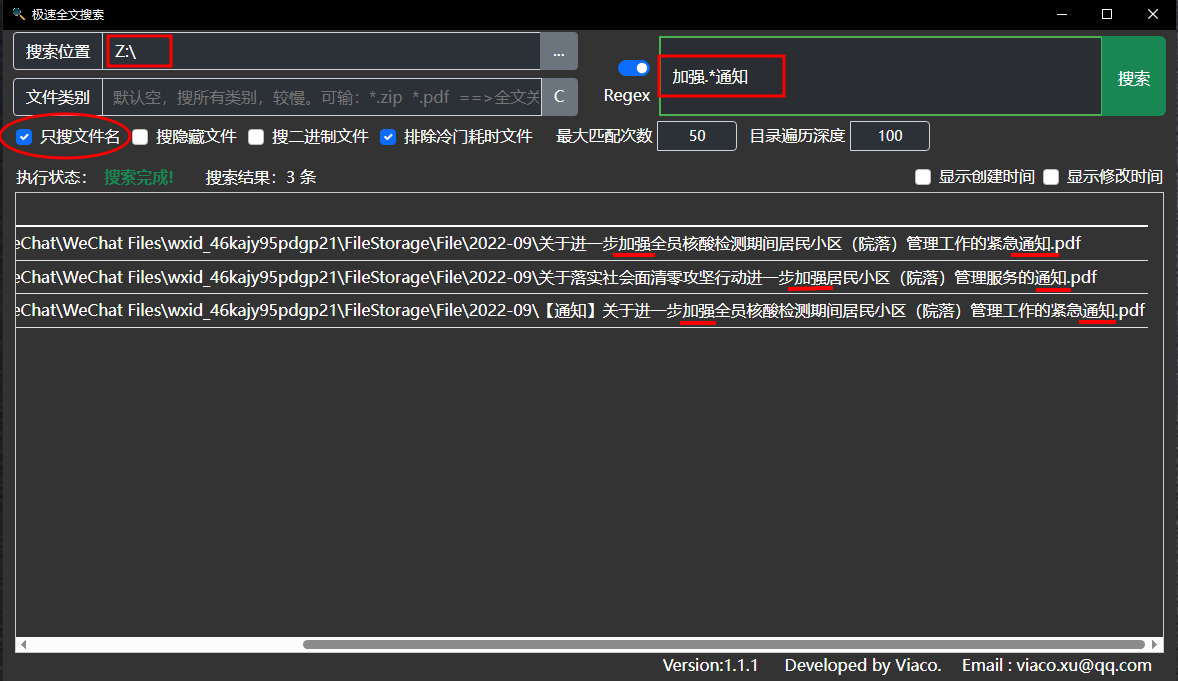 极速全文搜索
搜索位置 Z:\ ...
文件类别 默认空，搜所有类别，较慢。可输：*.zip *.pdf ==>全文关 C
Regex
加强.*通知
搜索
只搜文件名 搜隐藏文件 搜二进制文件 排除冷门耗时文件 最大匹配次数 50 目录遍历深度 100
执行状态： 搜索完成! 搜索结果：3 条 显示创建时间 显示修改时间
eChat\WeChat Files\wxid_46kajy95pdgp21\FileStorage\File\2022-09\关于进一步加强全员核酸检测期间居民小区（院落）管理工作的紧急通知.pdf
eChat\WeChat Files\wxid_46kajy95pdgp21\FileStorage\File\2022-09\关于落实社会面清零攻坚行动进一步加强居民小区（院落）管理服务的通知.pdf
eChat\WeChat Files\wxid_46kajy95pdgp21\FileStorage\File\2022-09\【通知】关于进一步加强全员核酸检测期间居民小区（院落）管理工作的紧急通知.pdf
Version:1.1.1 Developed by Viaco. Email : viaco.xu@qq.com